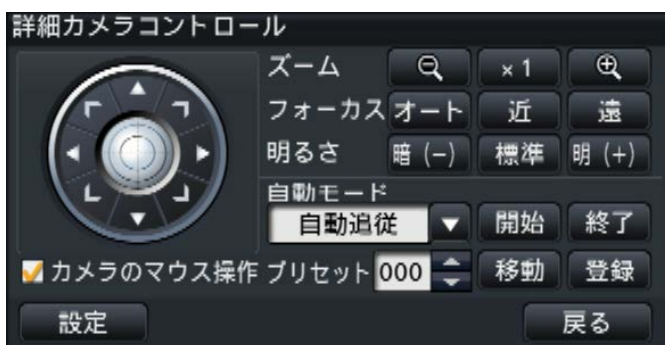 詳細カメラコントロール
ズーム × 1
フォーカス オート 近 遠
明るさ 暗 (−) 標準 明 (+)
自動モード
自動追従 開始 終了
カメラのマウス操作 プリセット 000 移動 登録
設定 戻る